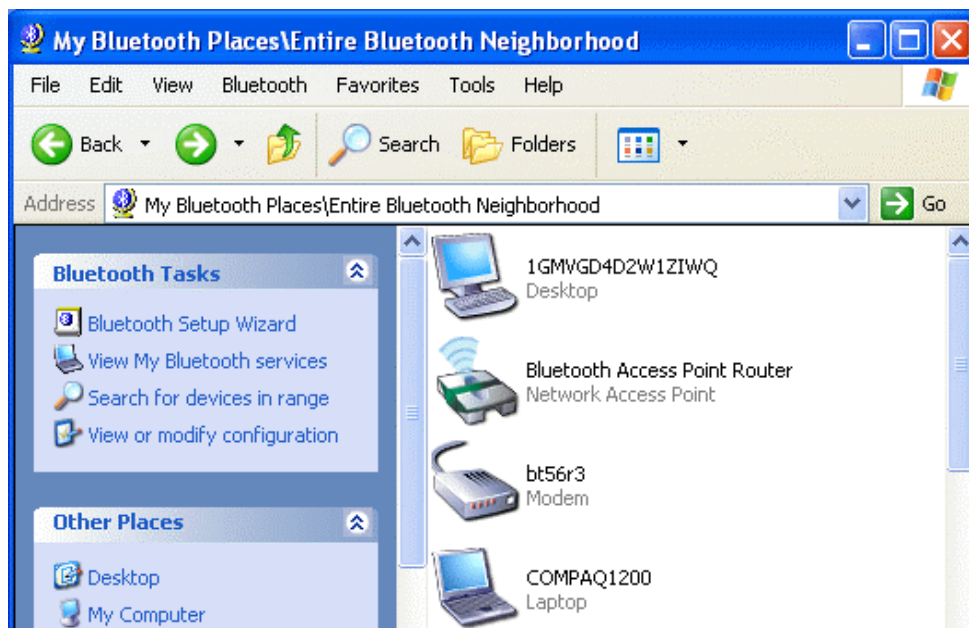 My Bluetooth Places\Entire Bluetooth Neighborhood
File Edit View Bluetooth Favorites Tools Help
Back Search Folders
Address My Bluetooth Places\Entire Bluetooth Neighborhood Go
Bluetooth Tasks
Bluetooth Setup Wizard
View My Bluetooth services
Search for devices in range
View or modify configuration
Other Places
Desktop
My Computer
1GMVGD4D2W1ZIWQ
Desktop
Bluetooth Access Point Router
Network Access Point
bt56r3
Modem
COMPAQ1200
Laptop